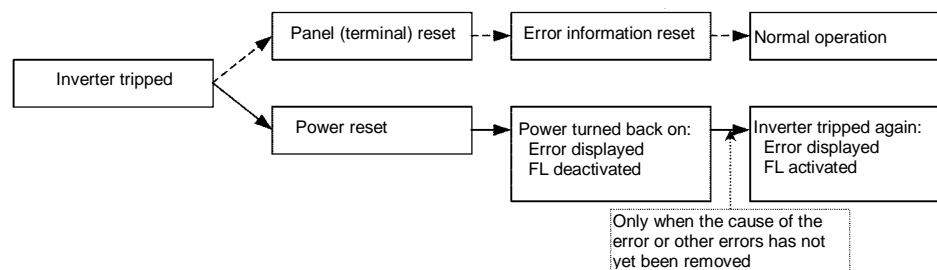 Panel (terminal) reset
Error information reset
Normal operation
Inverter tripped
Power reset
Power turned back on:
Error displayed
FL deactivated
Inverter tripped again:
Error displayed
FL activated
Only when the cause of the
error or other errors has not
yet been removed